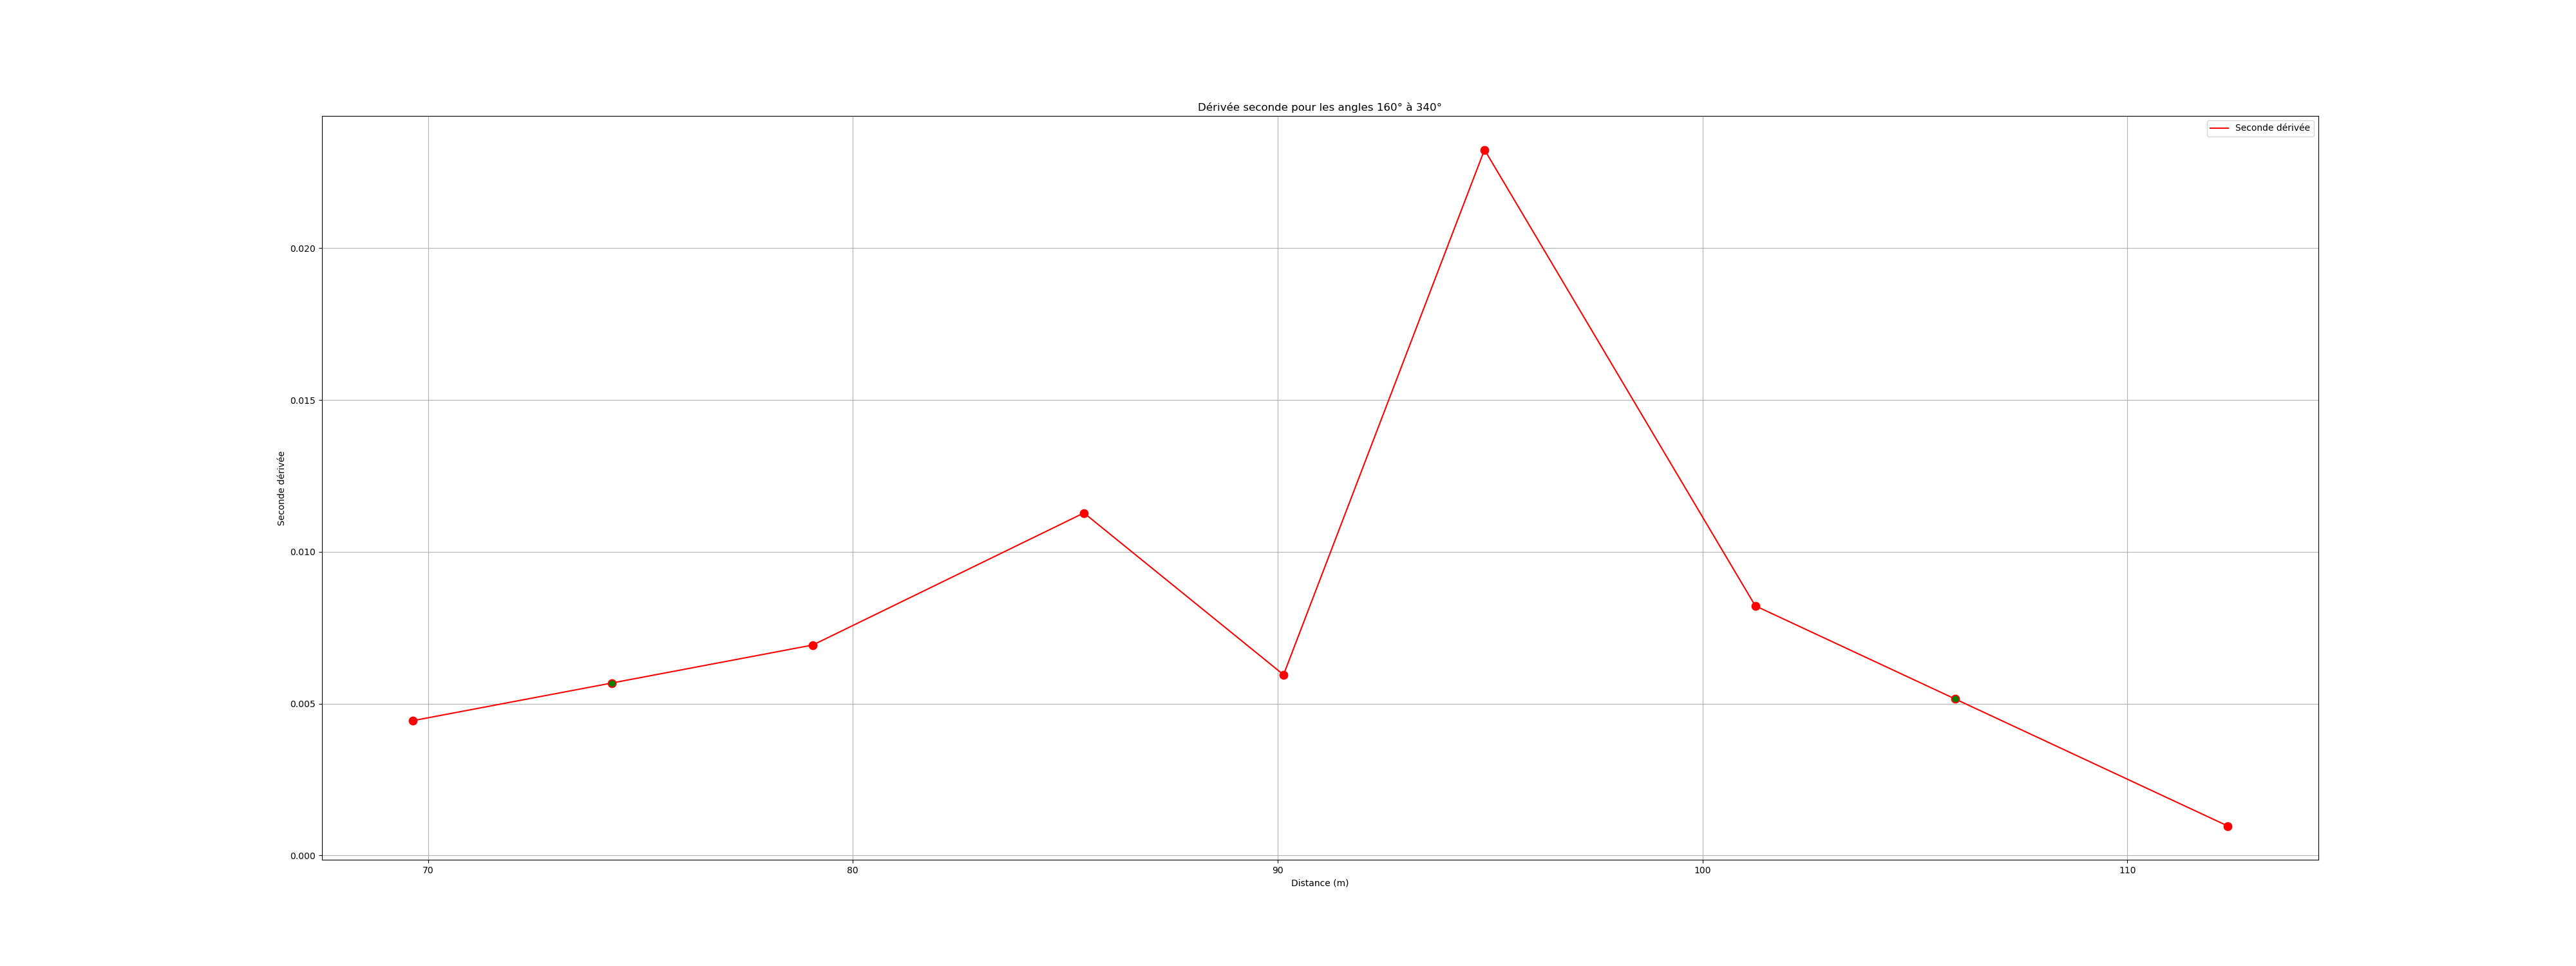 Dérivée seconde pour les angles 160° à 340°
Seconde dérivée
0.020
0.015
0.010
0.005
0.000
Seconde dérivée
70
80
90
100
110
Distance (m)